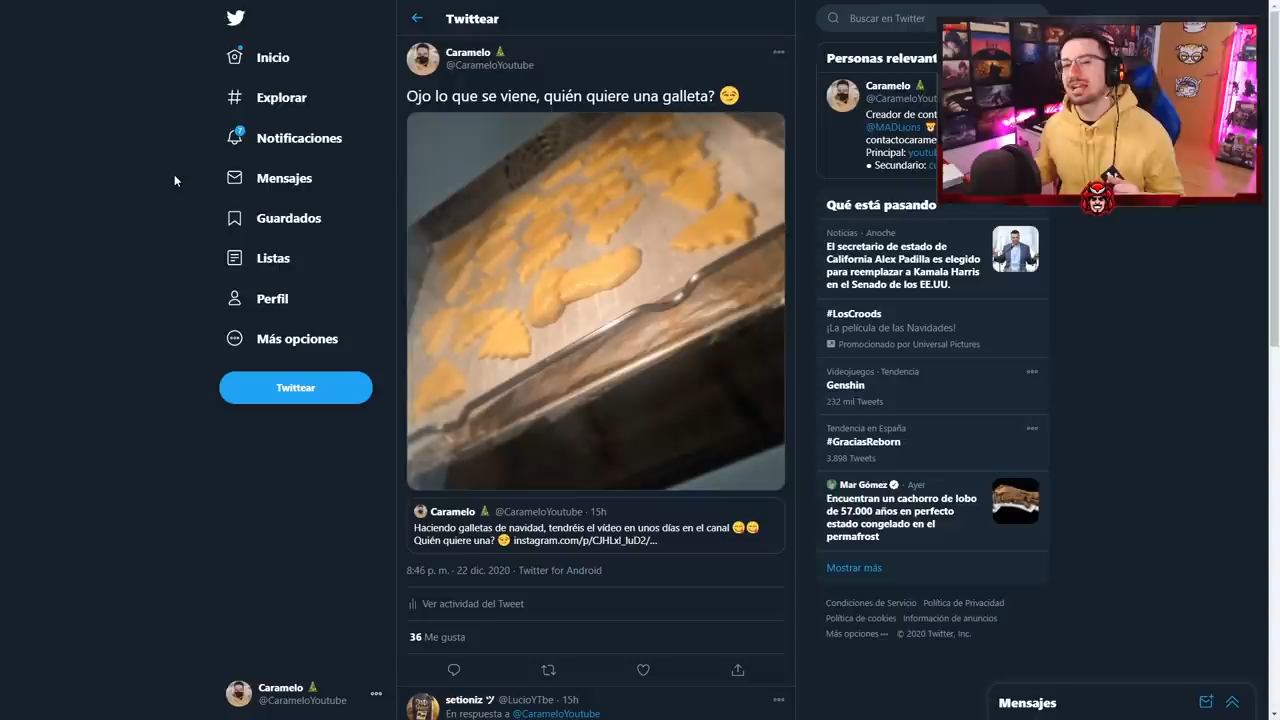 Inicio
Explorar
7
Notificaciones
Mensajes
Guardados
Listas
Perfil
Más opciones
Twittear
Caramelo
@CarameloYoutube
Twittear
Caramelo
@CarameloYoutube
Ojo lo que se viene, quién quiere una galleta?
Caramelo @CarameloYoutube · 15h
Haciendo galletas de navidad, tendréis el vídeo en unos días en el canal
Quién quiere una? instagram.com/p/CJHLxl_IuD2/...
8:46 p. m. · 22 dic. 2020 · Twitter for Android
Ver actividad del Tweet
36 Me gusta
setioniz ツ @LucioYTbe · 15h
En respuesta a @CarameloYoutube
Buscar en Twitter
Personas relevant
Caramelo
@CarameloYout
Creador de cont
@MADLions
contactocarame
Principal: youtub
● Secundario:
Qué está pasando
Noticias · Anoche
El secretario de estado de
California Alex Padilla es elegido
para reemplazar a Kamala Harris
en el Senado de los EE.UU.
#LosCroods
¡La película de las Navidades!
Promocionado por Universal Pictures
Videojuegos · Tendencia
Genshin
232 mil Tweets
Tendencia en España
#GraciasReborn
3.898 Tweets
Mar Gómez · Ayer
Encuentran un cachorro de lobo
de 57.000 años en perfecto
estado congelado en el
permafrost
Mostrar más
Condiciones de Servicio Política de Privacidad
Política de cookies Información de anuncios
Más opciones ··· © 2020 Twitter, Inc.
Mensajes